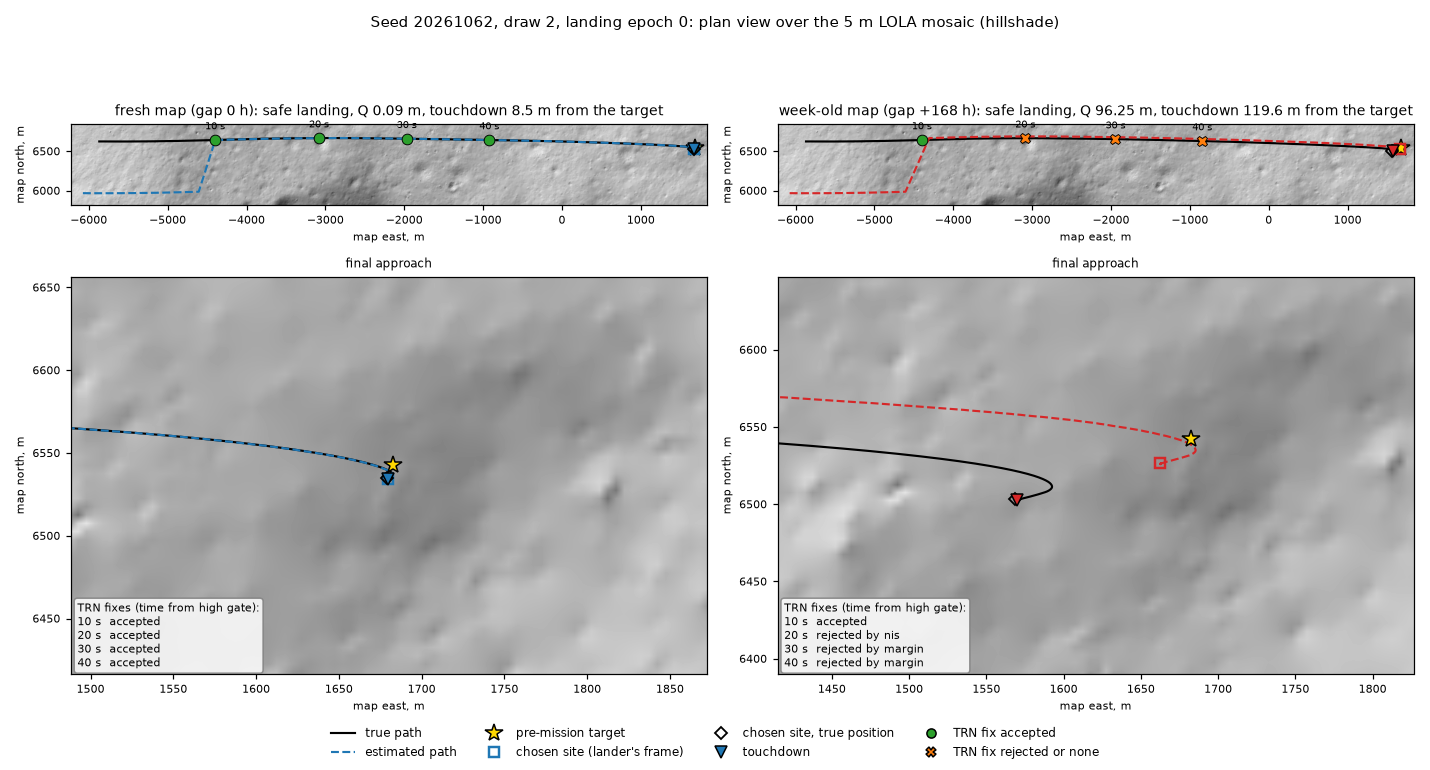 Seed 20261062, draw 2, landing epoch 0: plan view over the 5 m LOLA mosaic (hillshade)
fresh map (gap 0 h): safe landing, Q 0.09 m, touchdown 8.5 m from the target
10 s
20 s
30 s
40 s
6500
6000
map north, m
−6000
−5000
−4000
−3000
−2000
−1000
0
1000
map east, m
week-old map (gap +168 h): safe landing, Q 96.25 m, touchdown 119.6 m from the target
10 s
20 s
30 s
40 s
6500
6000
map north, m
−6000
−5000
−4000
−3000
−2000
−1000
0
1000
map east, m
final approach
6650
6600
6550
6500
6450
map north, m
TRN fixes (time from high gate):
10 s accepted
20 s accepted
30 s accepted
40 s accepted
1500
1550
1600
1650
1700
1750
1800
1850
map east, m
final approach
6600
6550
6500
6450
6400
map north, m
TRN fixes (time from high gate):
10 s accepted
20 s rejected by nis
30 s rejected by margin
40 s rejected by margin
1450
1500
1550
1600
1650
1700
1750
1800
map east, m
true path
estimated path
pre-mission target
chosen site (lander's frame)
chosen site, true position
touchdown
TRN fix accepted
TRN fix rejected or none